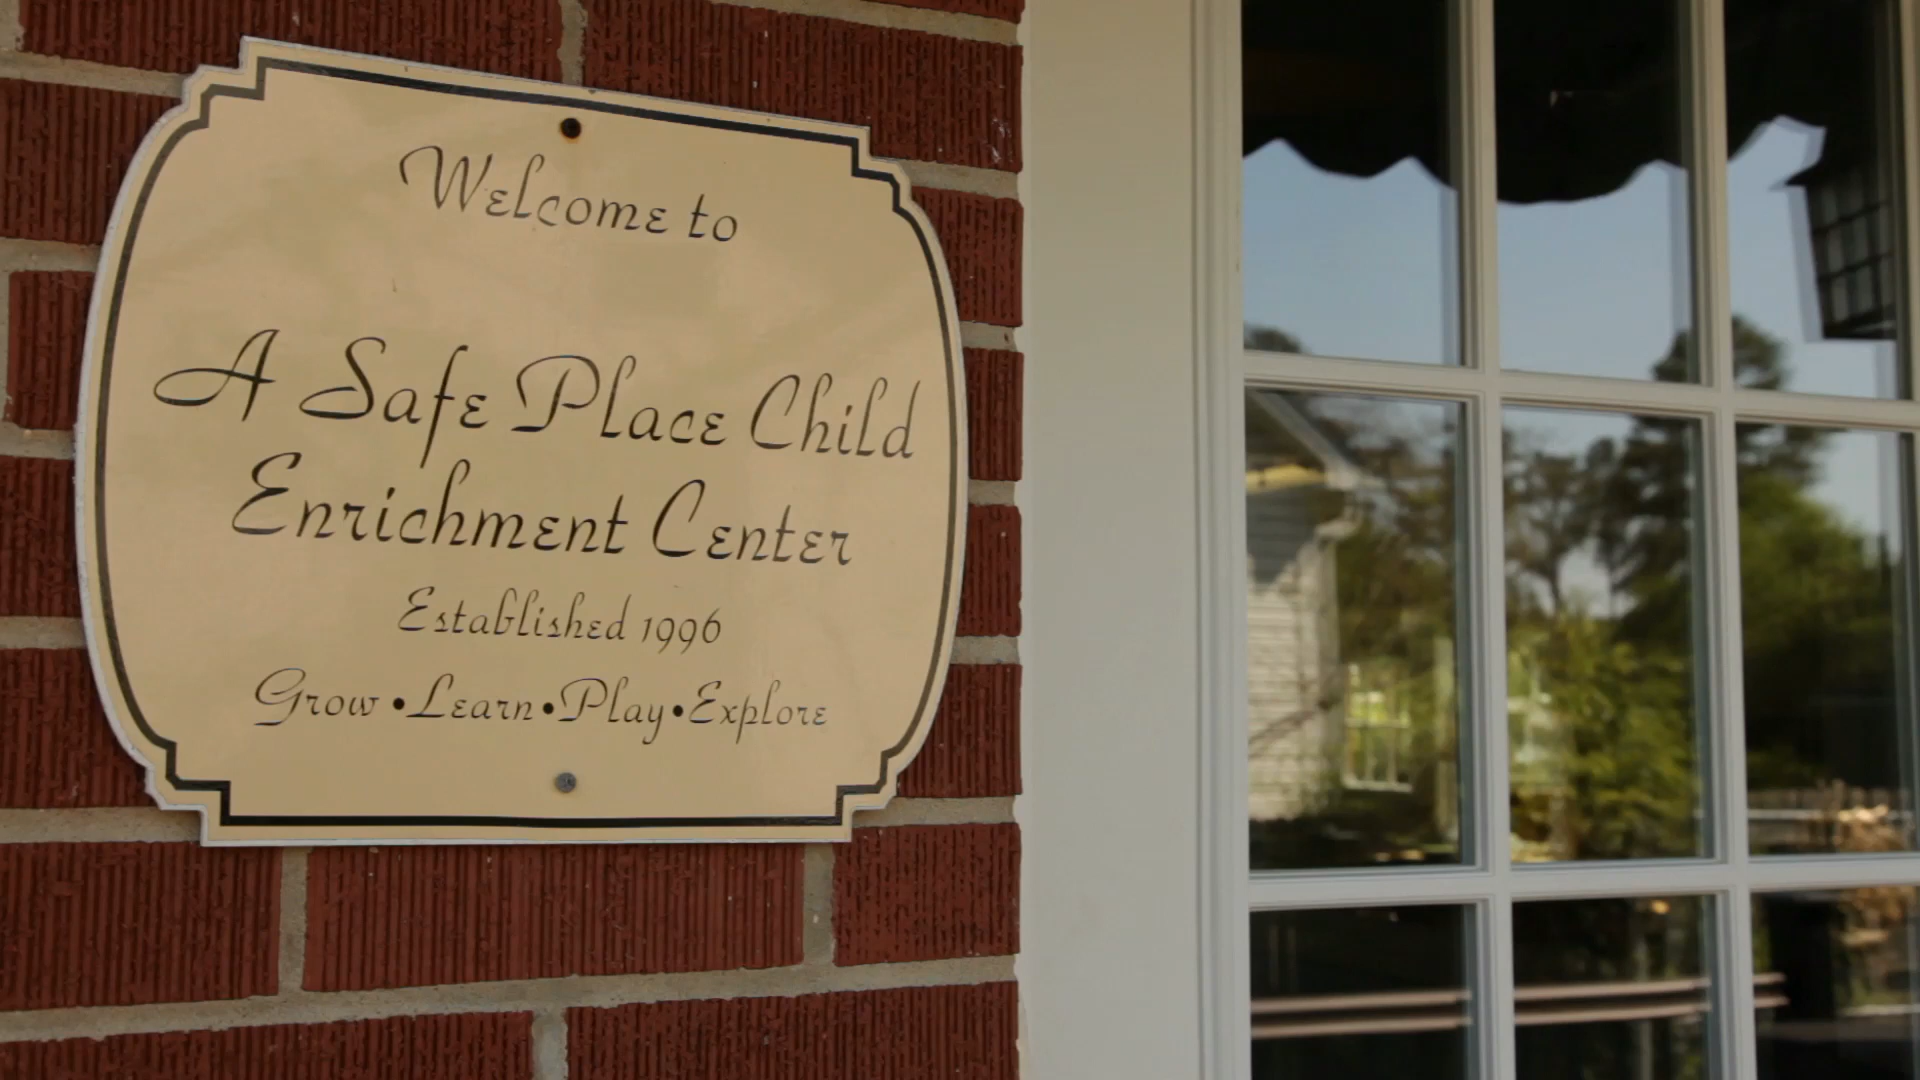 Welcome to
A Safe Place Child
Enrichment Center
Established 1996
Grow • Learn • Play • Explore